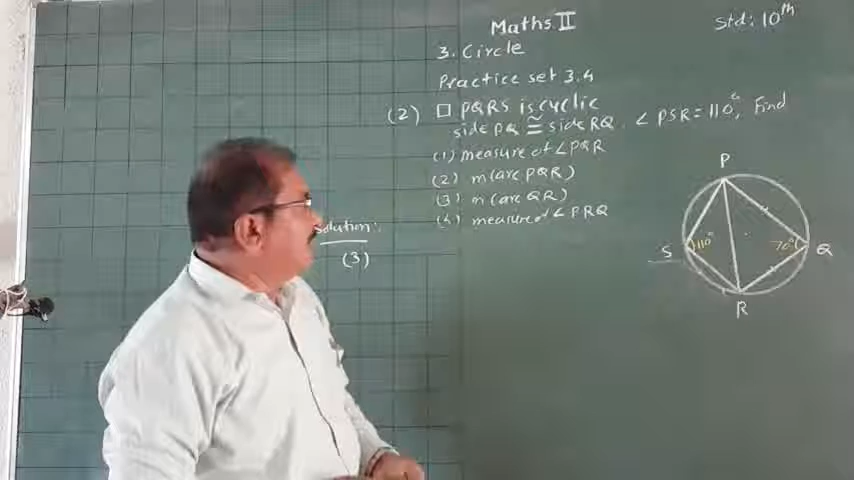 Maths II
Std: 10th
3. Circle
Practice set 3.4
(2) □ PQRS is cyclic
side PQ ≅ side RQ. ∠ PSR = 110°, Find
(1) measure of ∠PQR
(2) m(arc PQR)
(3) m(arc QR)
(4) measure of ∠PRQ
Solution:
(3)
P
S 110° 70° Q
R